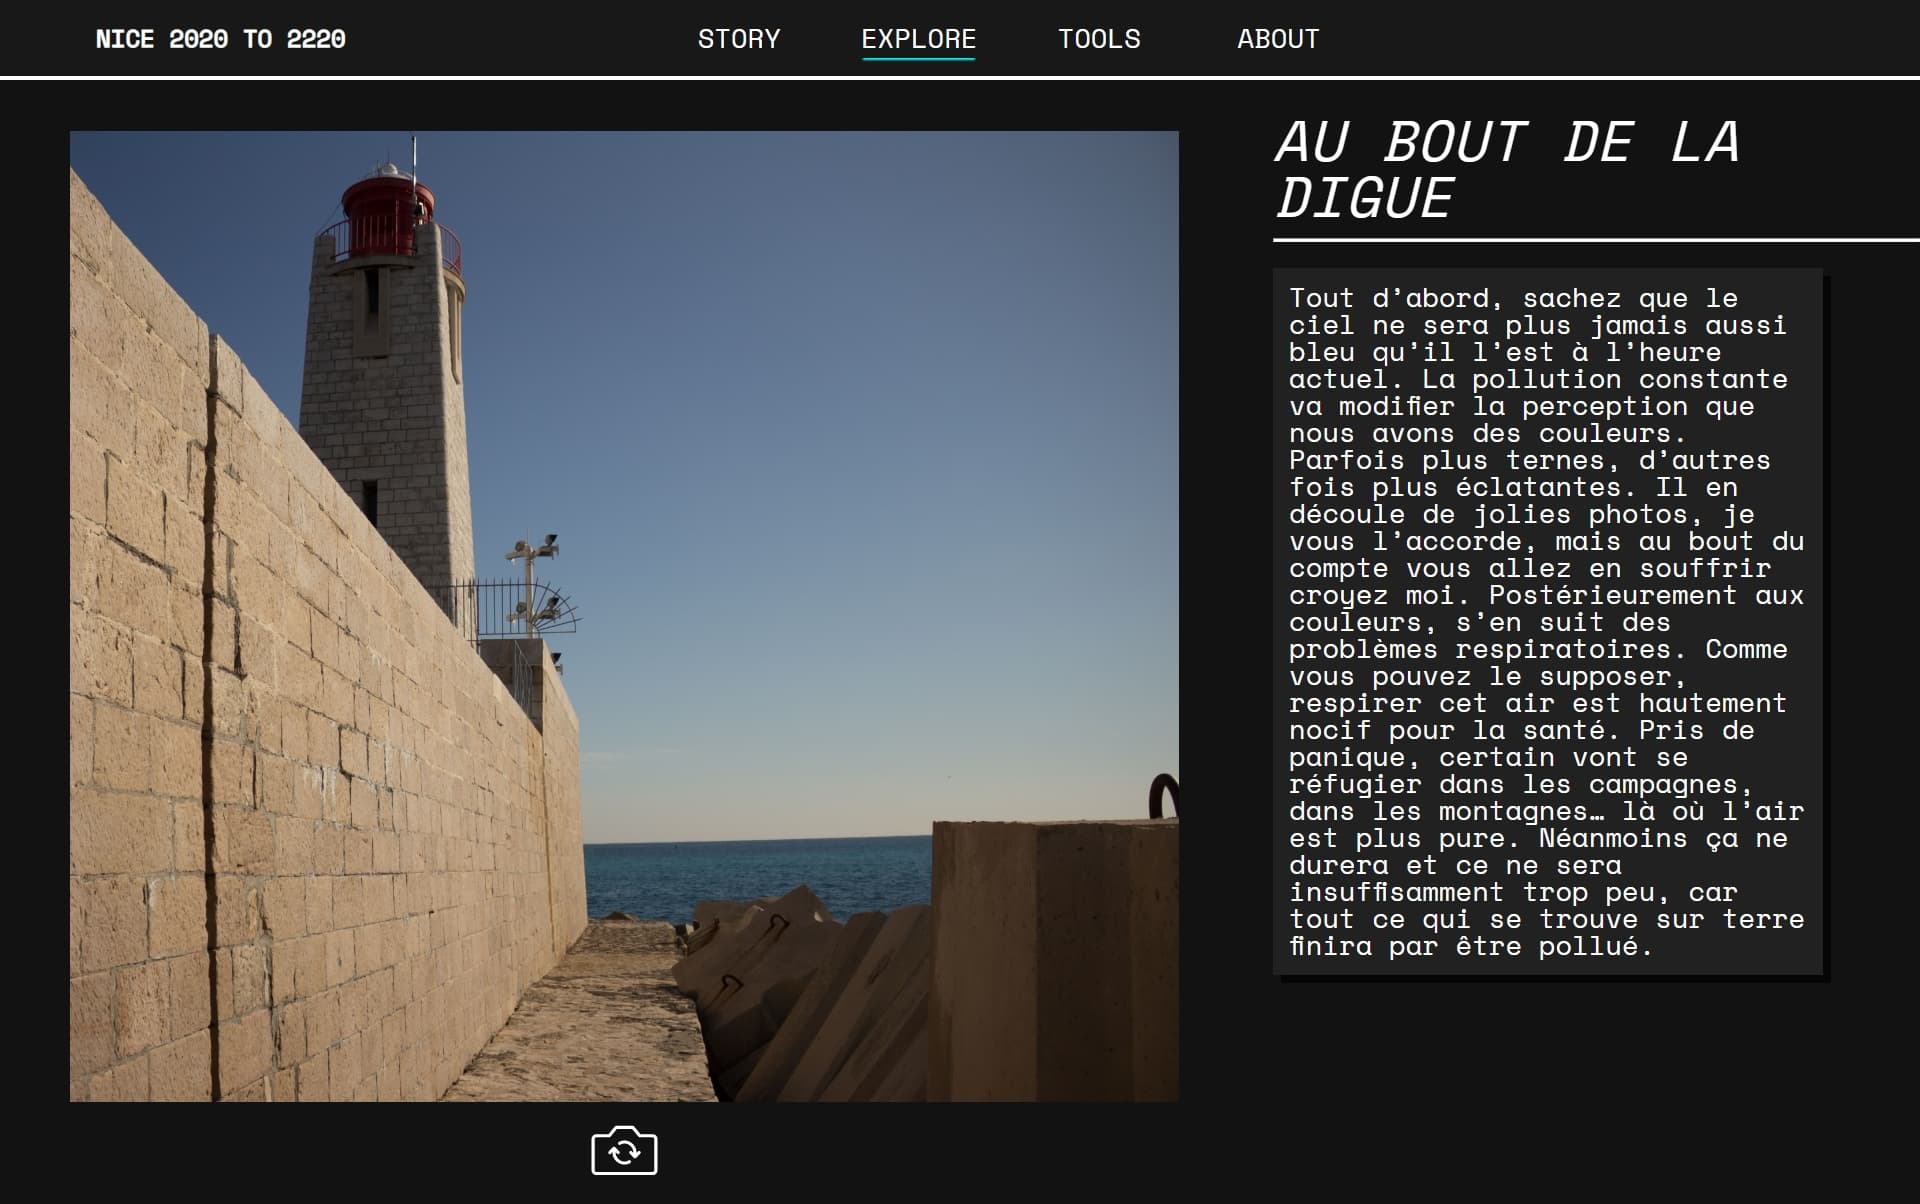 NICE 2020 TO 2220
STORY
EXPLORE
TOOLS
ABOUT
AU BOUT DE LA
DIGUE
Tout d’abord, sachez que le
ciel ne sera plus jamais aussi
bleu qu’il l’est à l’heure
actuel. La pollution constante
va modifier la perception que
nous avons des couleurs.
Parfois plus ternes, d’autres
fois plus éclatantes. Il en
découle de jolies photos, je
vous l’accorde, mais au bout du
compte vous allez en souffrir
croyez moi. Postérieurement aux
couleurs, s’en suit des
problèmes respiratoires. Comme
vous pouvez le supposer,
respirer cet air est hautement
nocif pour la santé. Pris de
panique, certain vont se
réfugier dans les campagnes,
dans les montagnes… là où l’air
est plus pure. Néanmoins ça ne
durera et ce ne sera
insuffisamment trop peu, car
tout ce qui se trouve sur terre
finira par être pollué.